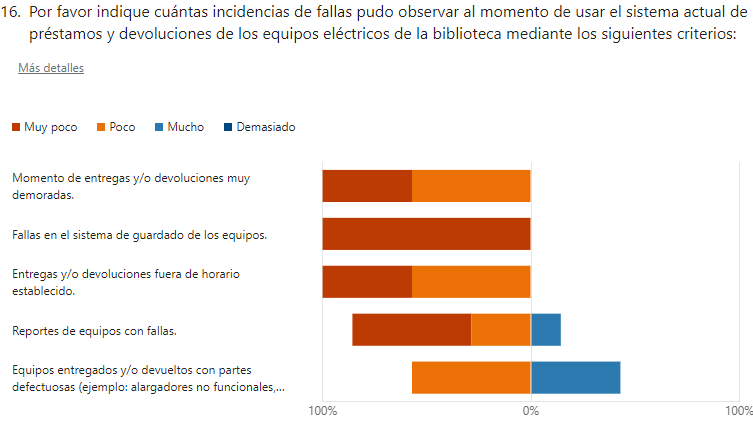 16. Por favor indique cuántas incidencias de fallas pudo observar al momento de usar el sistema actual de
préstamos y devoluciones de los equipos eléctricos de la biblioteca mediante los siguientes criterios:
Más detalles
Muy poco Poco Mucho Demasiado
Momento de entregas y/o devoluciones muy
demoradas.
Fallas en el sistema de guardado de los equipos.
Entregas y/o devoluciones fuera de horario
establecido.
Reportes de equipos con fallas.
Equipos entregados y/o devueltos con partes
defectuosas (ejemplo: alargadores no funcionales,...
100% 0% 100%